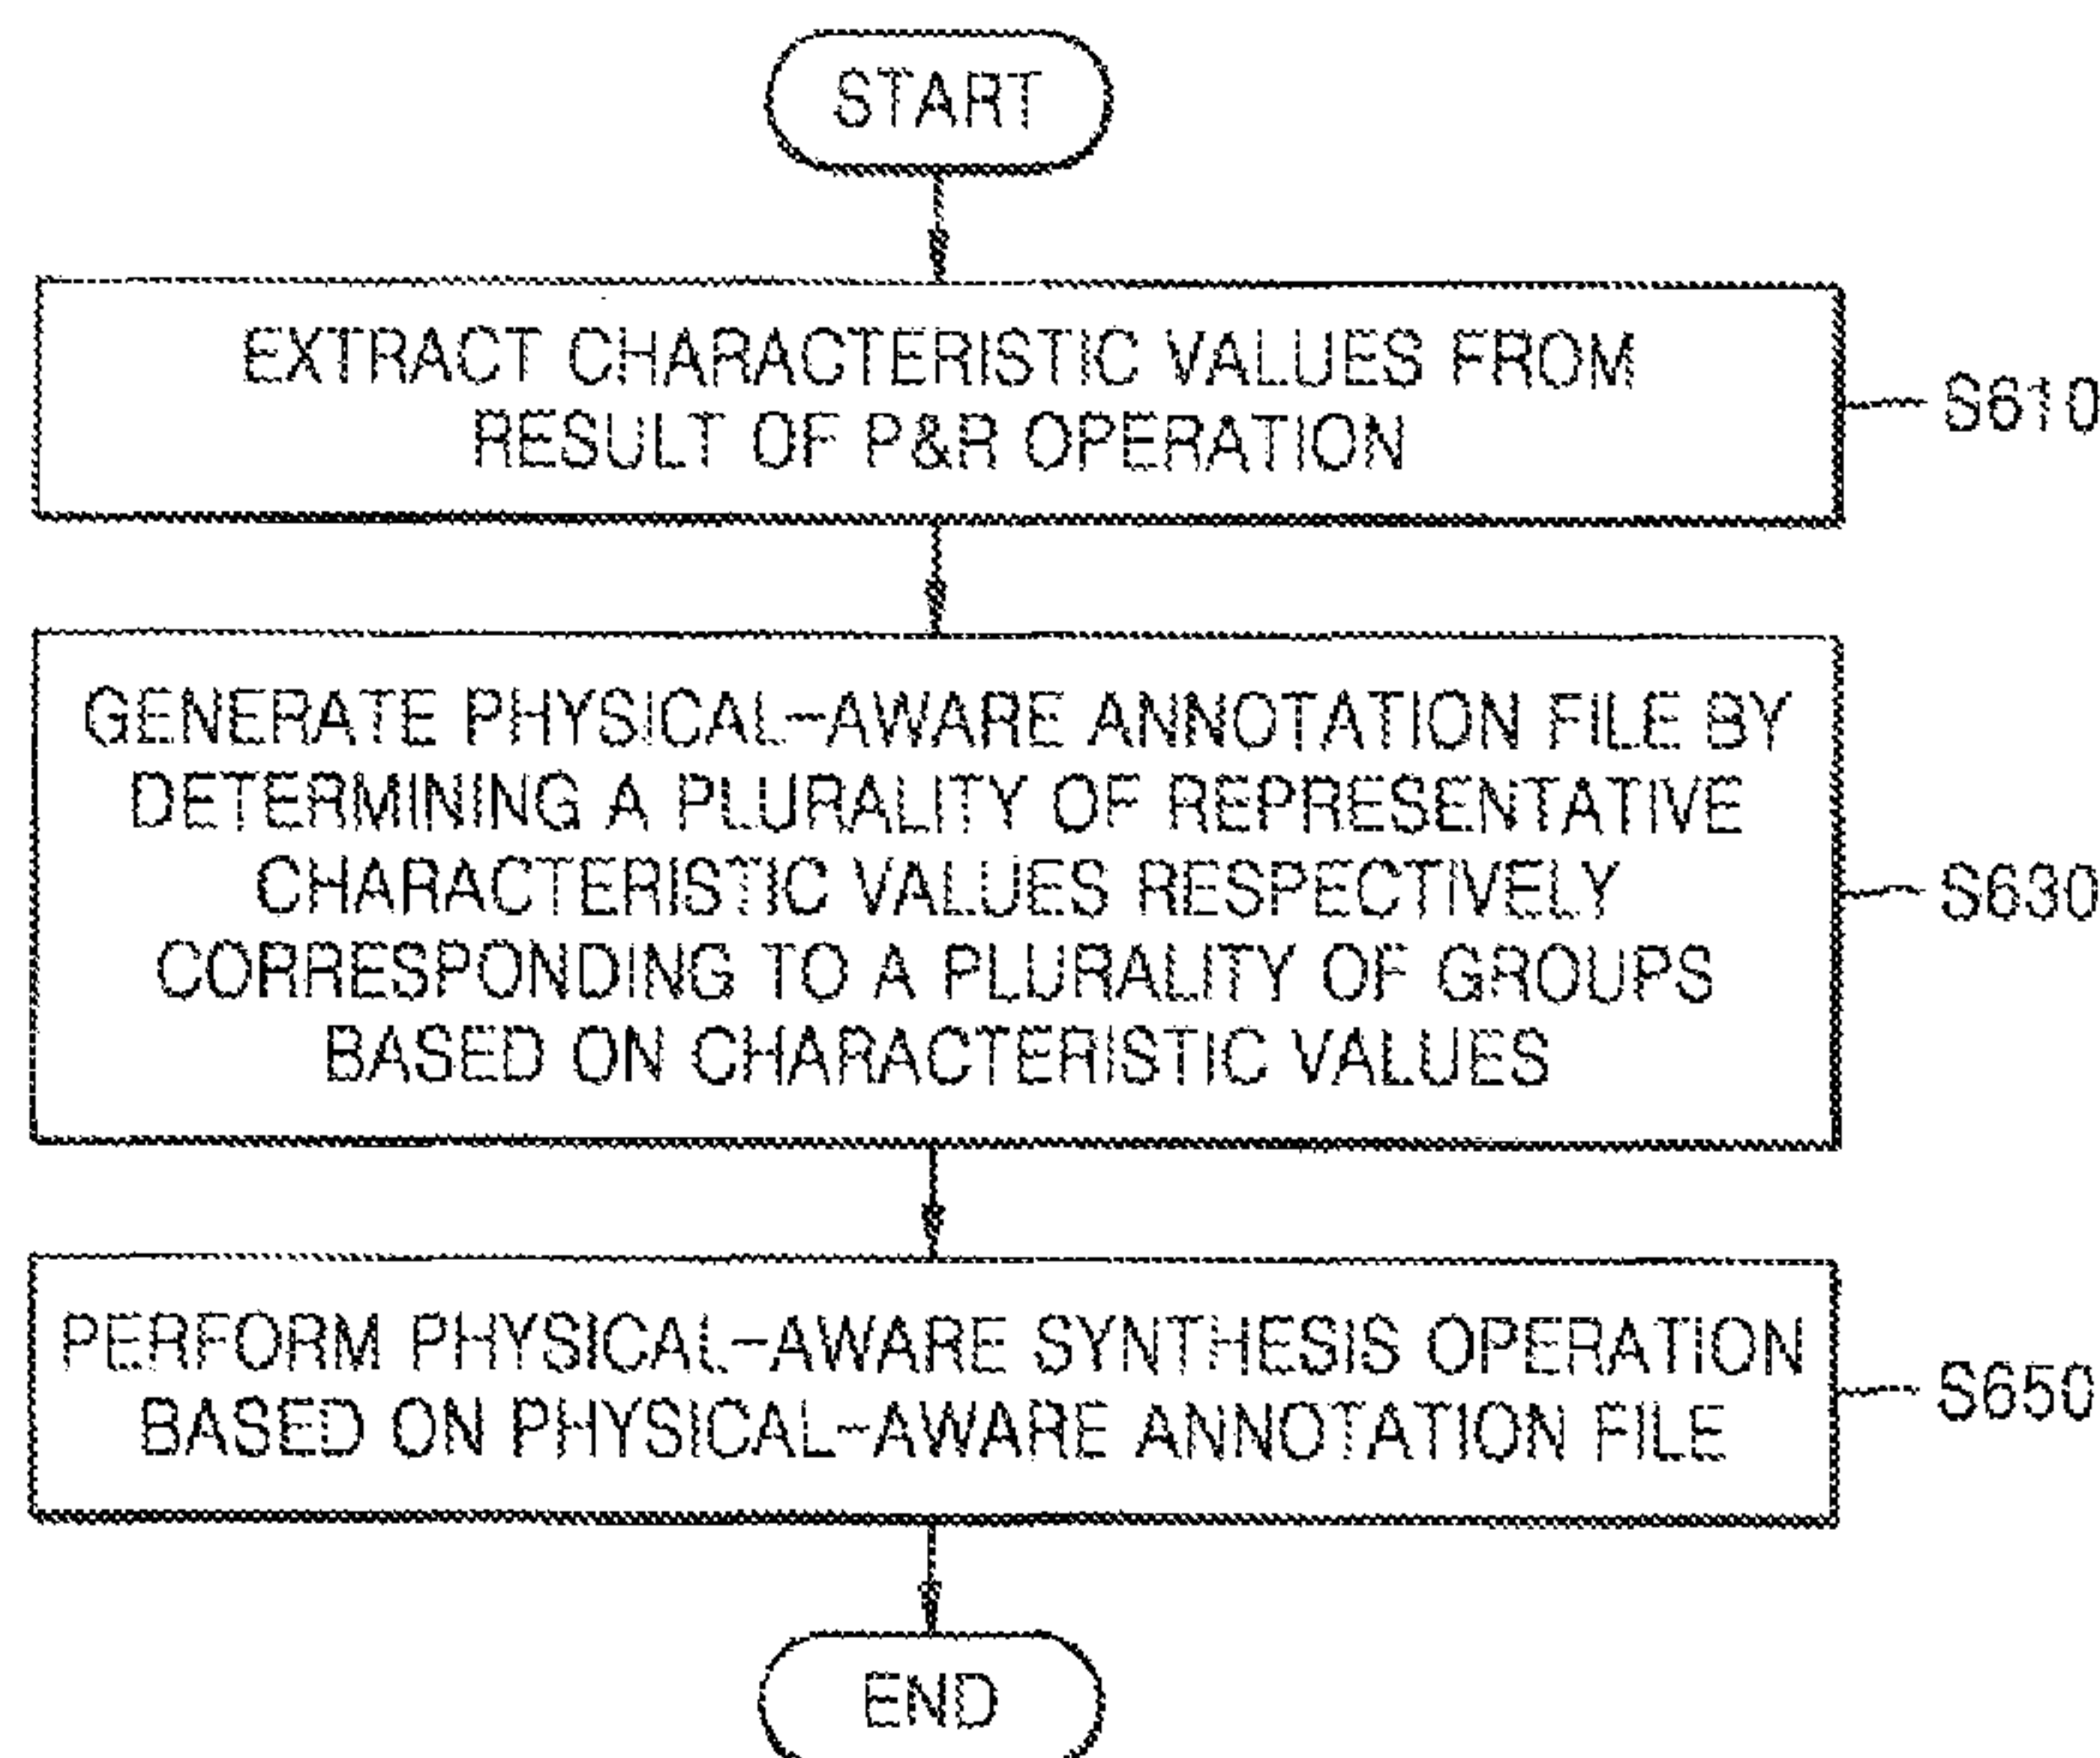 START
EXTRACT CHARACTERISTIC VALUES FROM
RESULT OF P&R OPERATION
S610
GENERATE PHYSICAL-AWARE ANNOTATION FILE BY
DETERMINING A PLURALITY OF REPRESENTATIVE
CHARACTERISTIC VALUES RESPECTIVELY
CORRESPONDING TO A PLURALITY OF GROUPS
BASED ON CHARACTERISTIC VALUES
S630
PERFORM PHYSICAL-AWARE SYNTHESIS OPERATION
BASED ON PHYSICAL-AWARE ANNOTATION FILE
S650
END